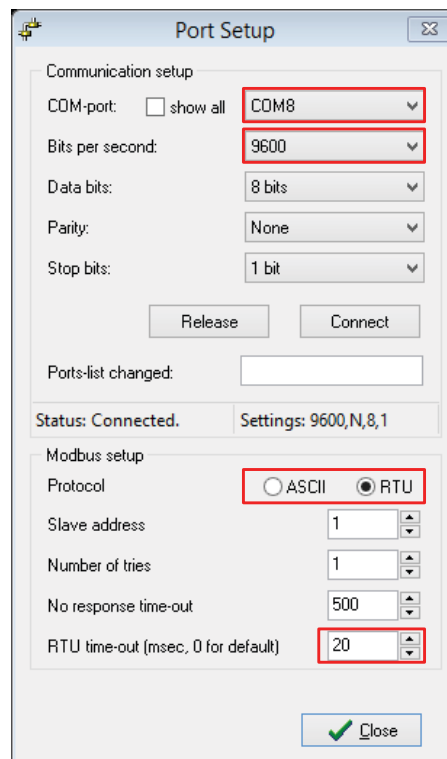 Port Setup
Communication setup
COM-port: show all COM8
Bits per second: 9600
Data bits: 8 bits
Parity: None
Stop bits: 1 bit
Release Connect
Ports-list changed:
Status: Connected. Settings: 9600,N,8,1
Modbus setup
Protocol ASCII RTU
Slave address 1
Number of tries 1
No response time-out 500
RTU time-out (msec, 0 for default) 20
Close